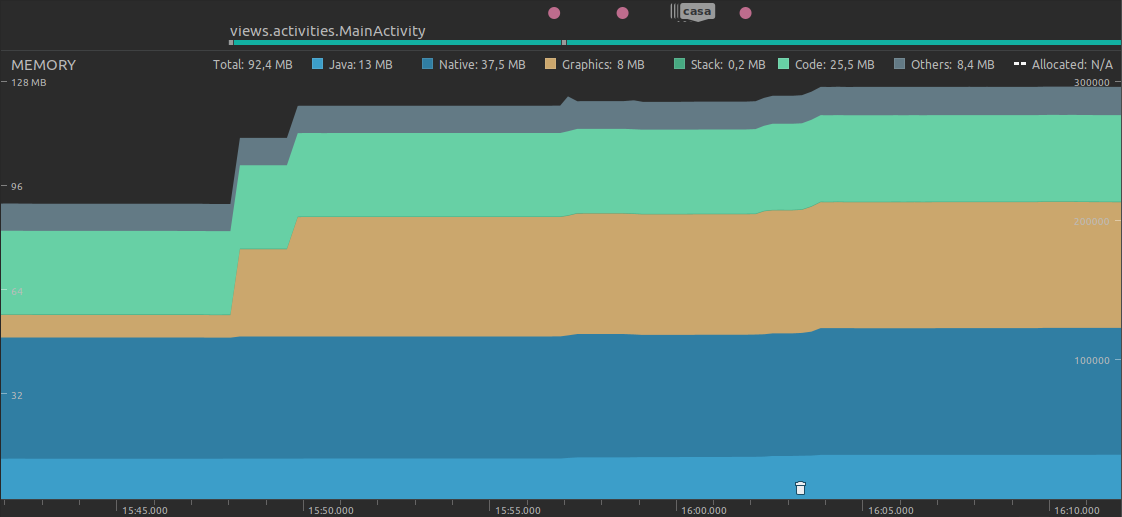 casa
views.activities.MainActivity
MEMORY Total: 92,4 MB Java: 13 MB Native: 37,5 MB Graphics: 8 MB Stack: 0,2 MB Code: 25,5 MB Others: 8,4 MB Allocated: N/A
128 MB 300000
96
200000
64
100000
32
15:45.000 15:50.000 15:55.000 16:00.000 16:05.000 16:10.000